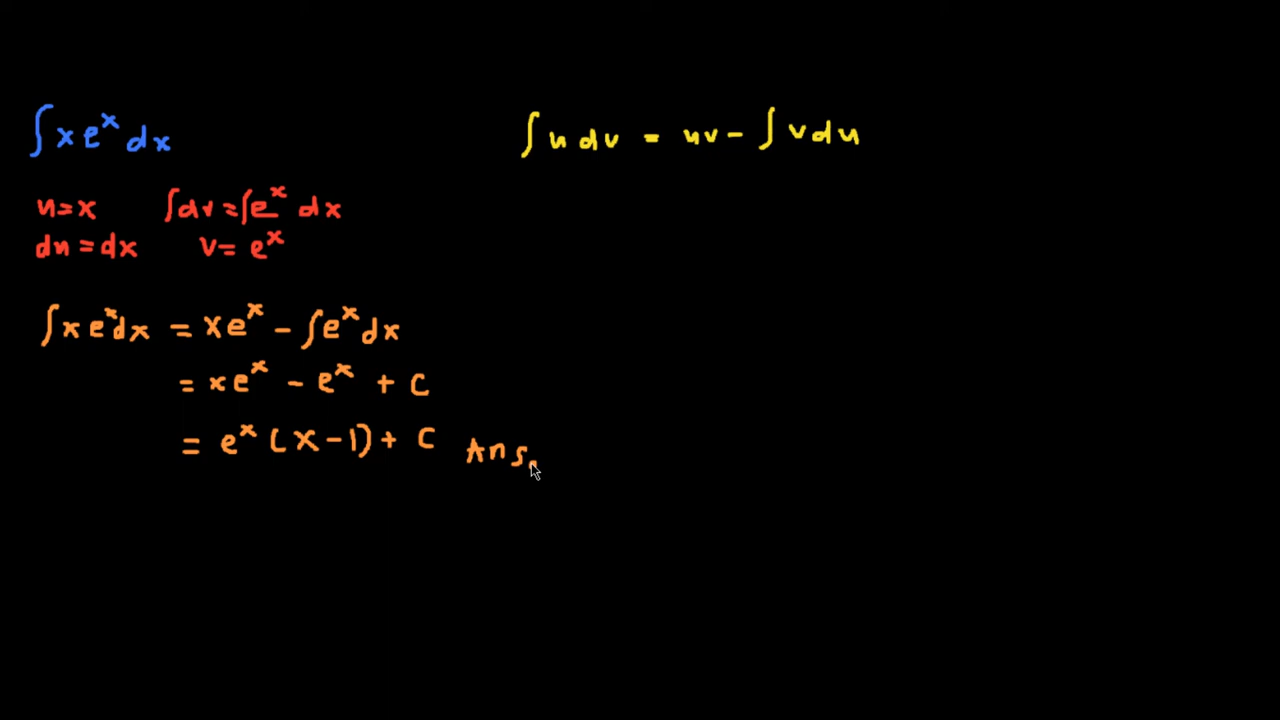 ∫ x eˣ dx
∫ u dv = uv - ∫ v du
u = x ∫ dv = ∫ eˣ dx
du = dx v = eˣ
∫ x eˣ dx = x eˣ - ∫ eˣ dx
= x eˣ - eˣ + C
= eˣ (x - 1) + C Ans.